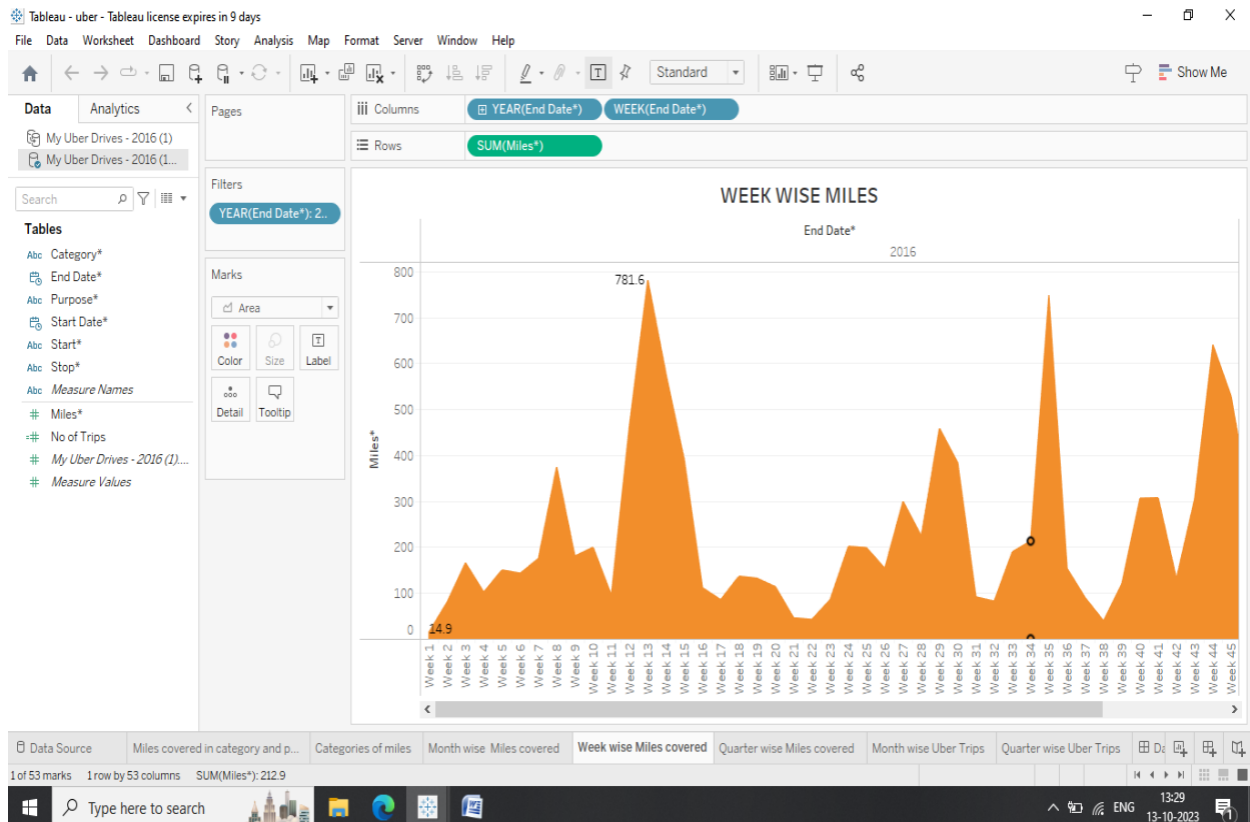 Tableau - uber - Tableau license expires in 9 days
File Data Worksheet Dashboard Story Analysis Map Format Server Window Help
Standard
Show Me
Data Analytics
My Uber Drives - 2016 (1)
My Uber Drives - 2016 (1...
Search
Tables
Abc Category*
End Date*
Abc Purpose*
Start Date*
Abc Start*
Abc Stop*
Abc Measure Names
# Miles*
=# No of Trips
# My Uber Drives - 2016 (1)....
# Measure Values
Pages
Filters
YEAR(End Date*): 2..
Marks
Area
Color Size Label
Detail Tooltip
Columns YEAR(End Date*) WEEK(End Date*)
Rows SUM(Miles*)
WEEK WISE MILES
End Date*
2016
Miles*
800
700
600
500
400
300
200
100
0
781.6
14.9
Week 1
Week 2
Week 3
Week 4
Week 5
Week 6
Week 7
Week 8
Week 9
Week 10
Week 11
Week 12
Week 13
Week 14
Week 15
Week 16
Week 17
Week 18
Week 19
Week 20
Week 21
Week 22
Week 23
Week 24
Week 25
Week 26
Week 27
Week 28
Week 29
Week 30
Week 31
Week 32
Week 33
Week 34
Week 35
Week 36
Week 37
Week 38
Week 39
Week 40
Week 41
Week 42
Week 43
Week 44
Week 45
Data Source Miles covered in category and p... Categories of miles Month wise Miles covered Week wise Miles covered Quarter wise Miles covered Month wise Uber Trips Quarter wise Uber Trips Da
1 of 53 marks 1 row by 53 columns SUM(Miles*): 212.9
Type here to search
ENG
13:29
13-10-2023
1